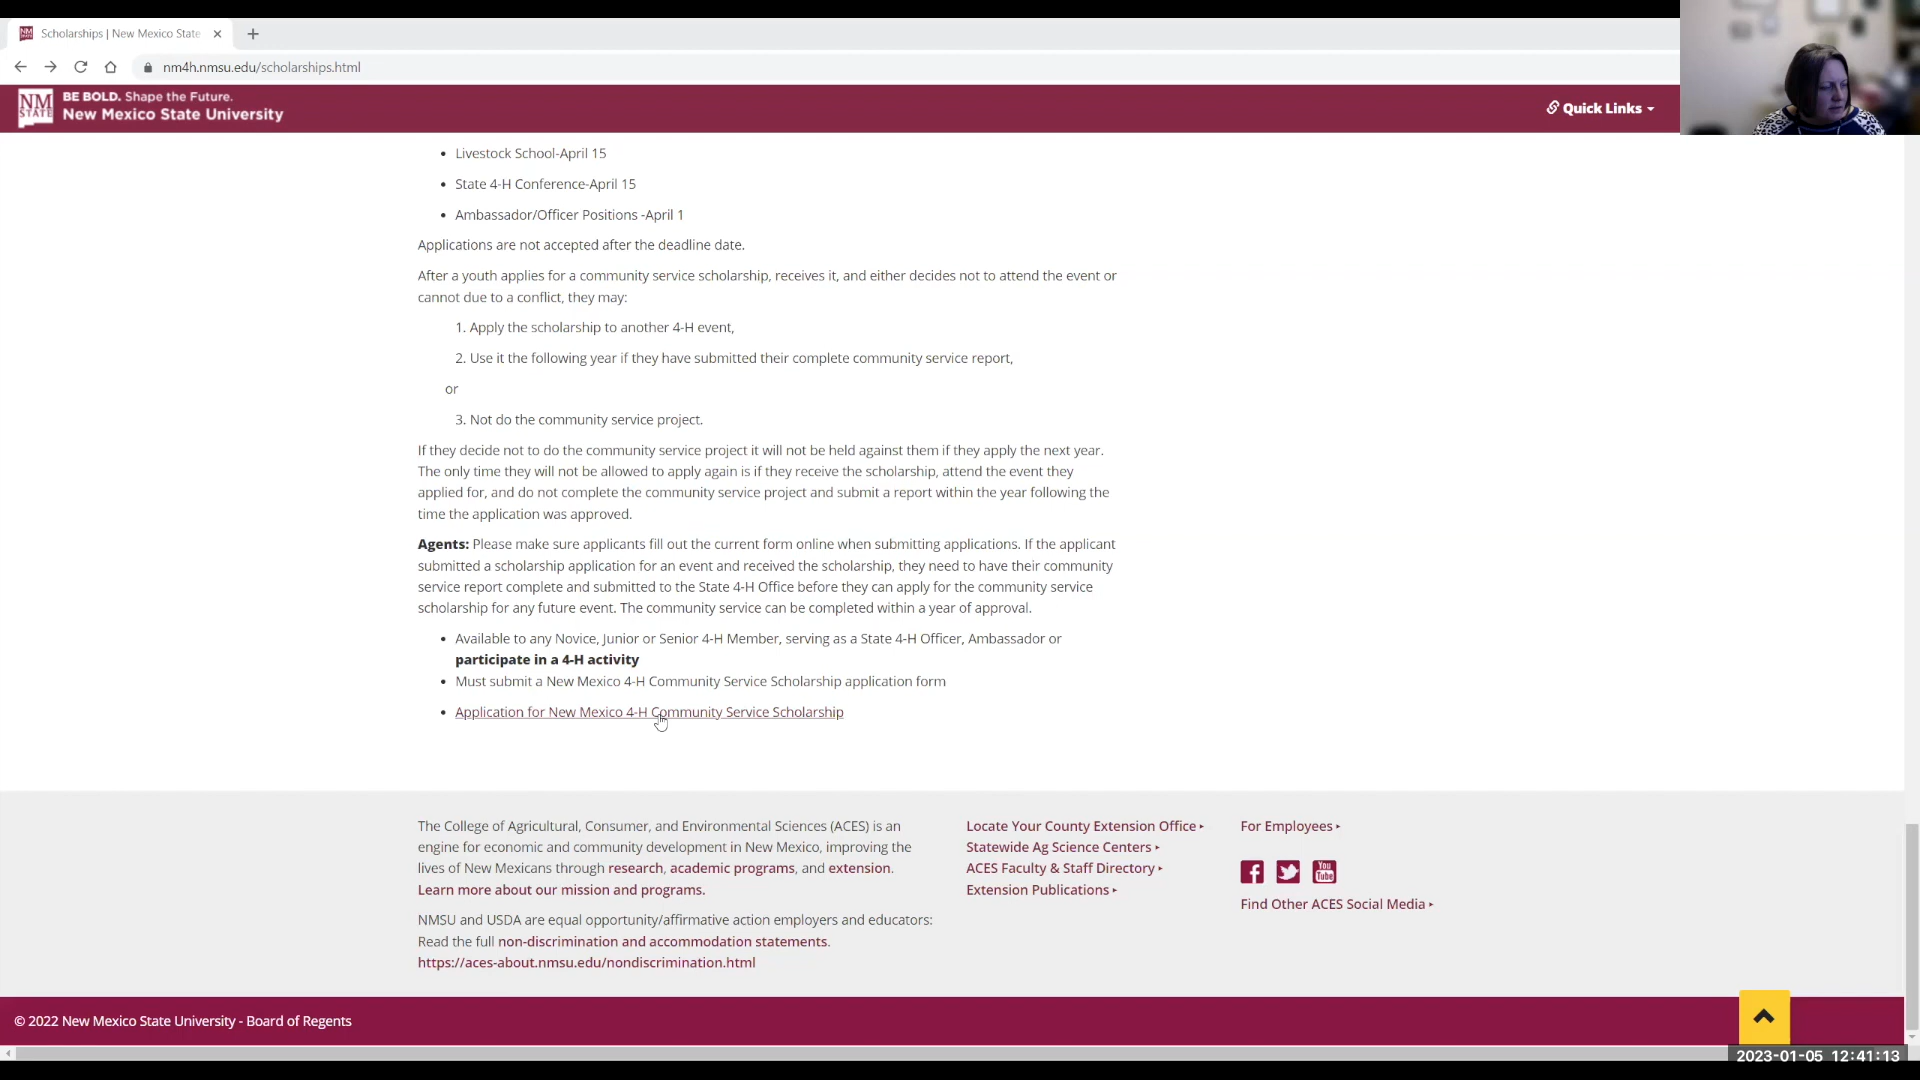 Scholarships | New Mexico State
nm4h.nmsu.edu/scholarships.html
NM
STATE
BE BOLD. Shape the Future.
New Mexico State University
Quick Links
• Livestock School-April 15
• State 4-H Conference-April 15
• Ambassador/Officer Positions -April 1
Applications are not accepted after the deadline date.
After a youth applies for a community service scholarship, receives it, and either decides not to attend the event or
cannot due to a conflict, they may:
1. Apply the scholarship to another 4-H event,
2. Use it the following year if they have submitted their complete community service report,
or
3. Not do the community service project.
If they decide not to do the community service project it will not be held against them if they apply the next year.
The only time they will not be allowed to apply again is if they receive the scholarship, attend the event they
applied for, and do not complete the community service project and submit a report within the year following the
time the application was approved.
Agents: Please make sure applicants fill out the current form online when submitting applications. If the applicant
submitted a scholarship application for an event and received the scholarship, they need to have their community
service report complete and submitted to the State 4-H Office before they can apply for the community service
scholarship for any future event. The community service can be completed within a year of approval.
• Available to any Novice, Junior or Senior 4-H Member, serving as a State 4-H Officer, Ambassador or
participate in a 4-H activity
• Must submit a New Mexico 4-H Community Service Scholarship application form
• Application for New Mexico 4-H Community Service Scholarship
The College of Agricultural, Consumer, and Environmental Sciences (ACES) is an
engine for economic and community development in New Mexico, improving the
lives of New Mexicans through research, academic programs, and extension.
Learn more about our mission and programs.
NMSU and USDA are equal opportunity/affirmative action employers and educators:
Read the full non-discrimination and accommodation statements.
https://aces-about.nmsu.edu/nondiscrimination.html
Locate Your County Extension Office
Statewide Ag Science Centers
ACES Faculty & Staff Directory
Extension Publications
For Employees
You
Tube
Find Other ACES Social Media
© 2022 New Mexico State University - Board of Regents
2023-01-05 12:41:13